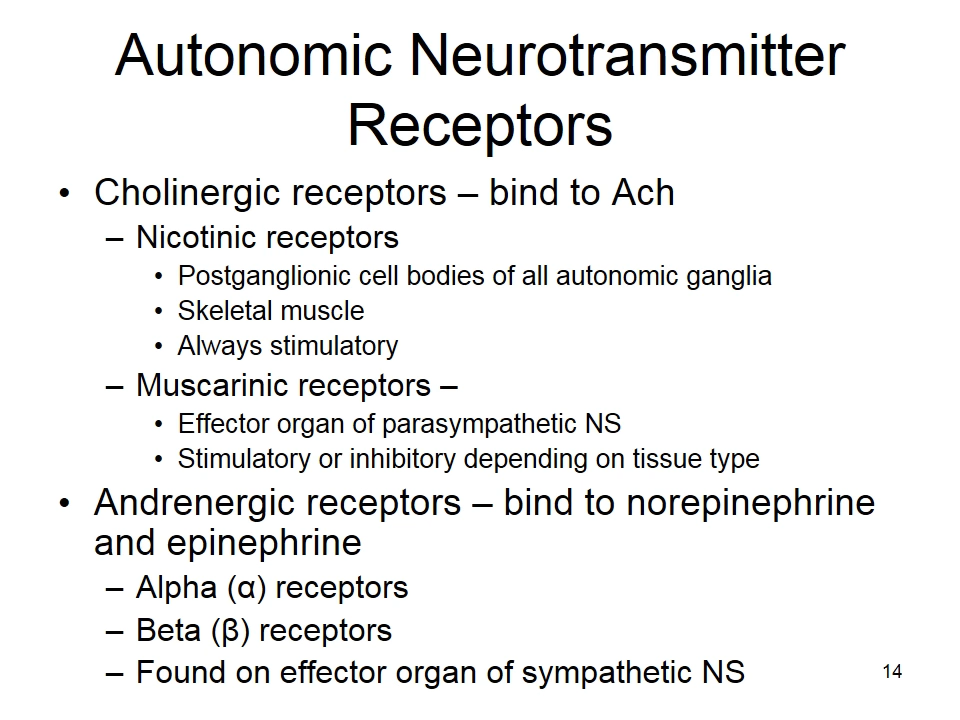 Autonomic Neurotransmitter
Receptors
• Cholinergic receptors – bind to Ach
– Nicotinic receptors
• Postganglionic cell bodies of all autonomic ganglia
• Skeletal muscle
• Always stimulatory
– Muscarinic receptors –
• Effector organ of parasympathetic NS
• Stimulatory or inhibitory depending on tissue type
• Andrenergic receptors – bind to norepinephrine
and epinephrine
– Alpha (α) receptors
– Beta (β) receptors
– Found on effector organ of sympathetic NS
14